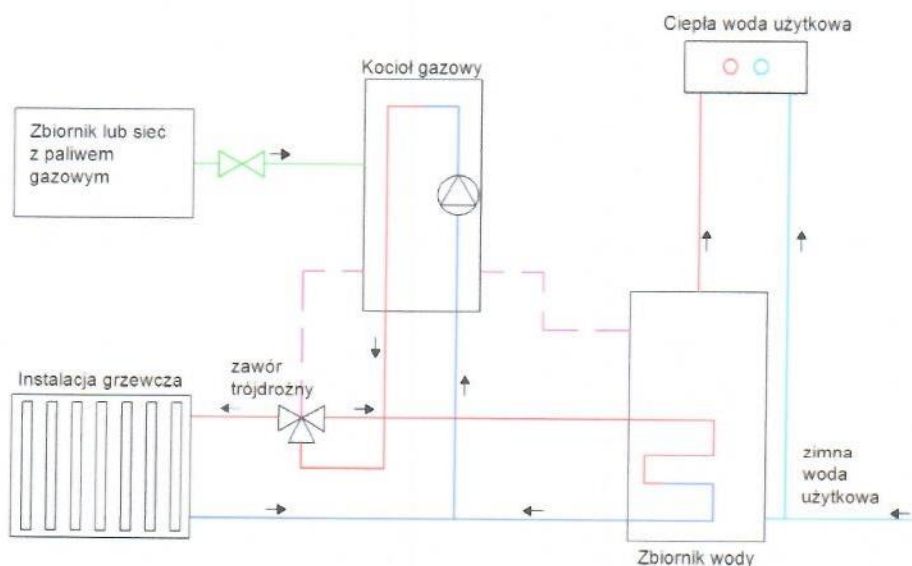 Ciepła woda użytkowa
Kocioł gazowy
Zbiornik lub sieć
z paliwem
gazowym
zawór
trójdrożny
Instalacja grzewcza
zimna
woda
użytkowa
Zbiornik wody